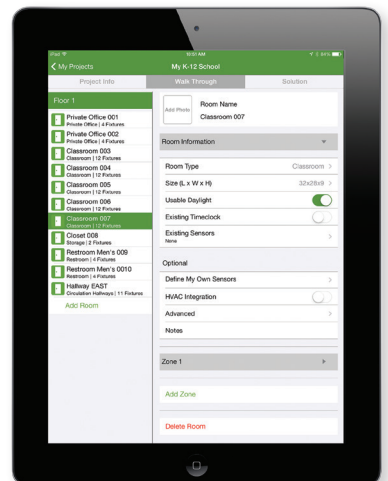 iPad
10:51 AM
84%
My Projects
My K-12 School
Project Info
Walk Through
Solution
Floor 1
Private Office 001
Private Office | 4 Fixtures
Private Office 002
Private Office | 4 Fixtures
Classroom 003
Classroom | 12 Fixtures
Classroom 004
Classroom | 12 Fixtures
Classroom 005
Classroom | 12 Fixtures
Classroom 006
Classroom | 12 Fixtures
Classroom 007
Classroom | 12 Fixtures
Closet 008
Storage | 2 Fixtures
Restroom Men's 009
Restroom | 4 Fixtures
Restroom Men's 0010
Restroom | 4 Fixtures
Hallway EAST
Circulation Hallways | 11 Fixtures
Add Room
Add Photo
Room Name
Classroom 007
Room Information
Room Type Classroom
Size (L x W x H) 32x28x9
Usable Daylight
Existing Timeclock
Existing Sensors
None
Optional
Define My Own Sensors
HVAC Integration
Advanced
Notes
Zone 1
Add Zone
Delete Room